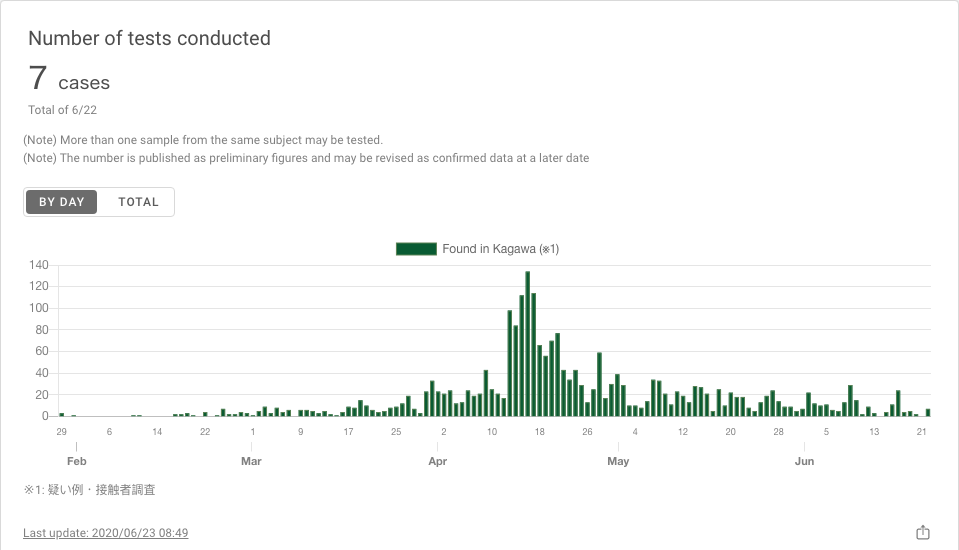 Number of tests conducted
7 cases
Total of 6/22
(Note) More than one sample from the same subject may be tested.
(Note) The number is published as preliminary figures and may be revised as confirmed data at a later date
BY DAY TOTAL
Found in Kagawa (※1)
140
120
100
80
60
40
20
0
29 6 14 22 1 9 17 25 2 10 18 26 4 12 20 28 5 13 21
Feb Mar Apr May Jun
※1: 疑い例・接触者調査
Last update: 2020/06/23 08:49